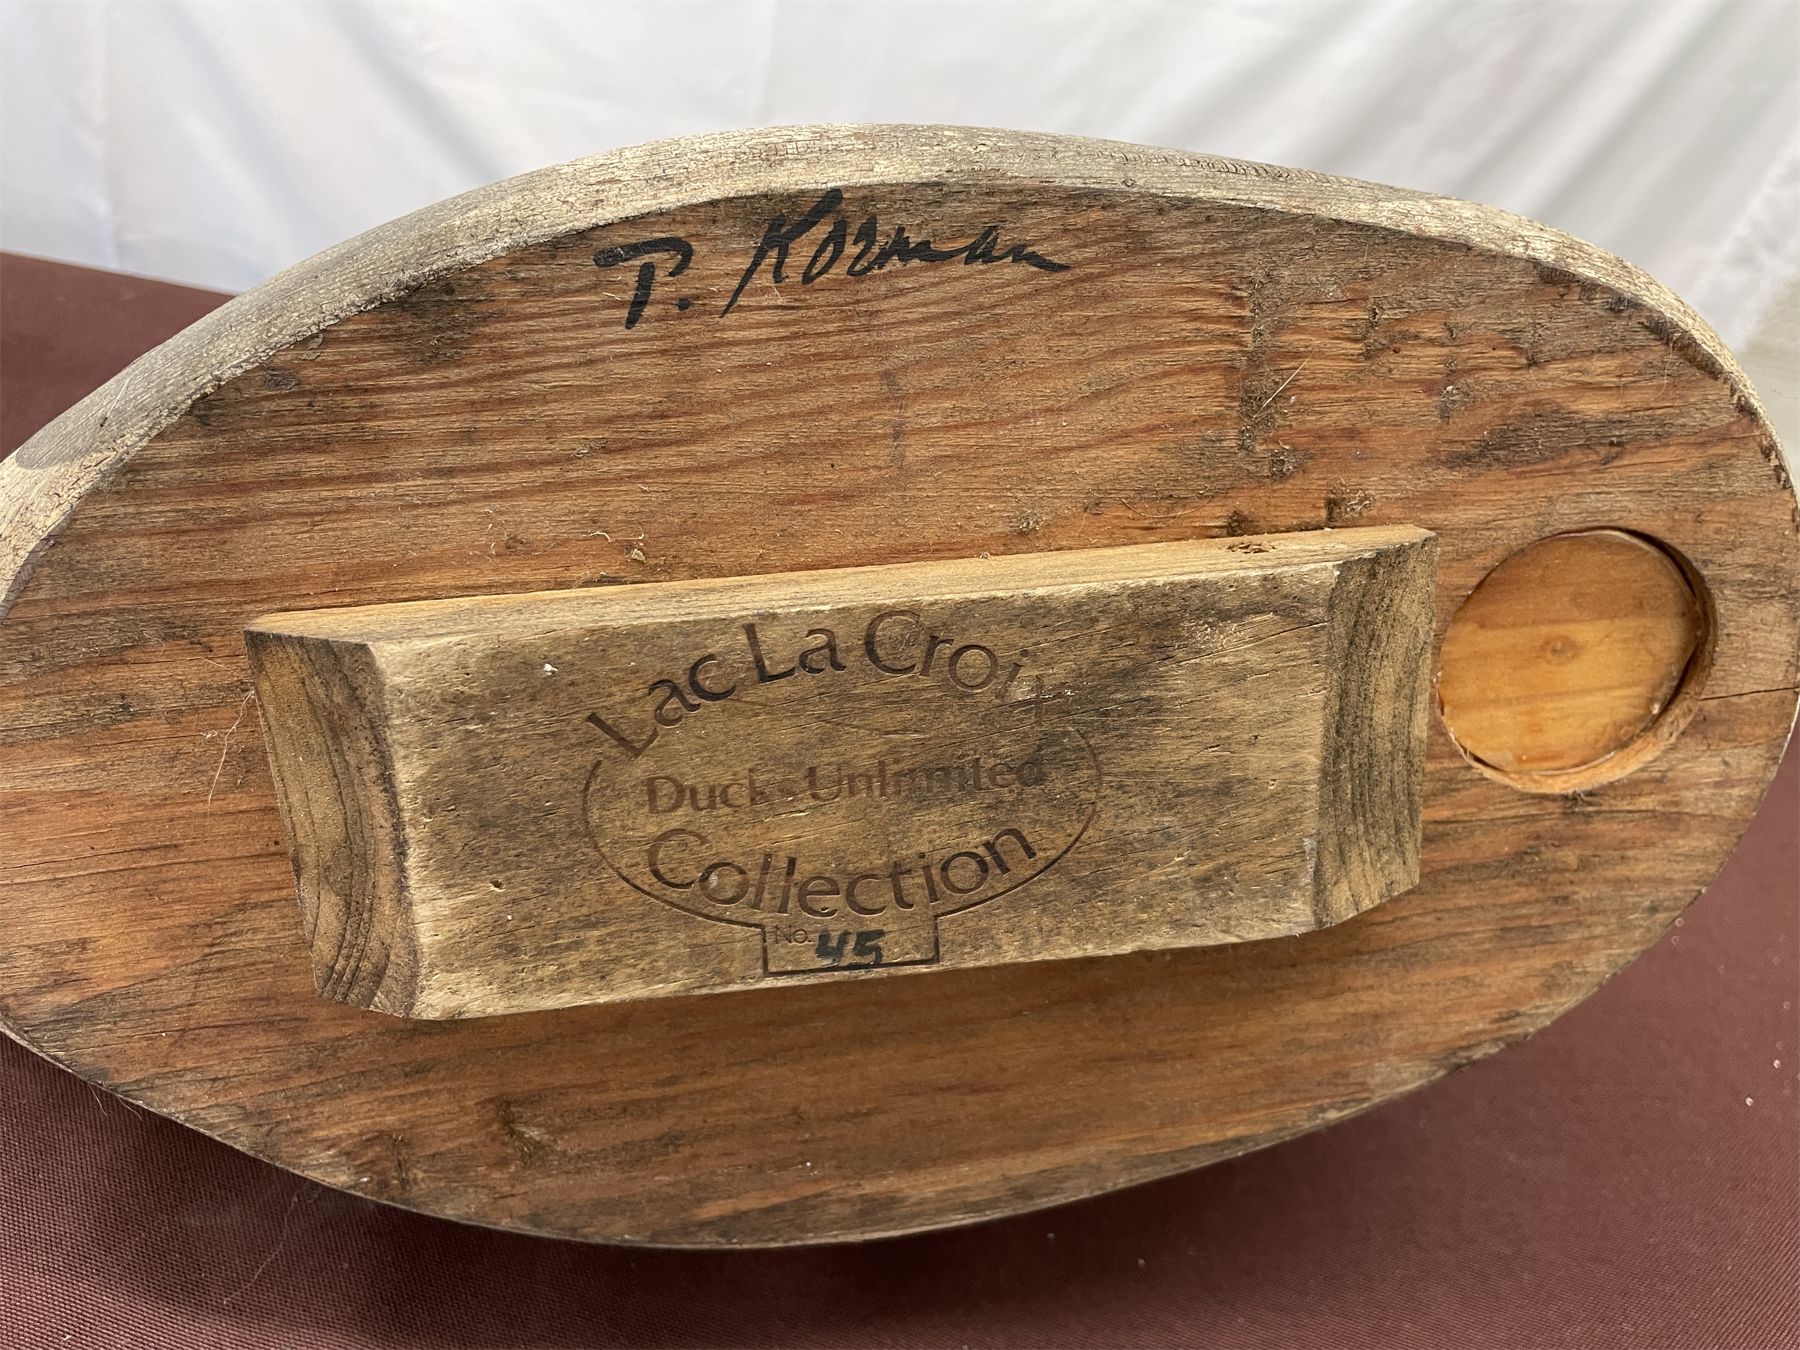 T. Korman
Lac La Croix
Ducks Unlimited
Collection
No. 45